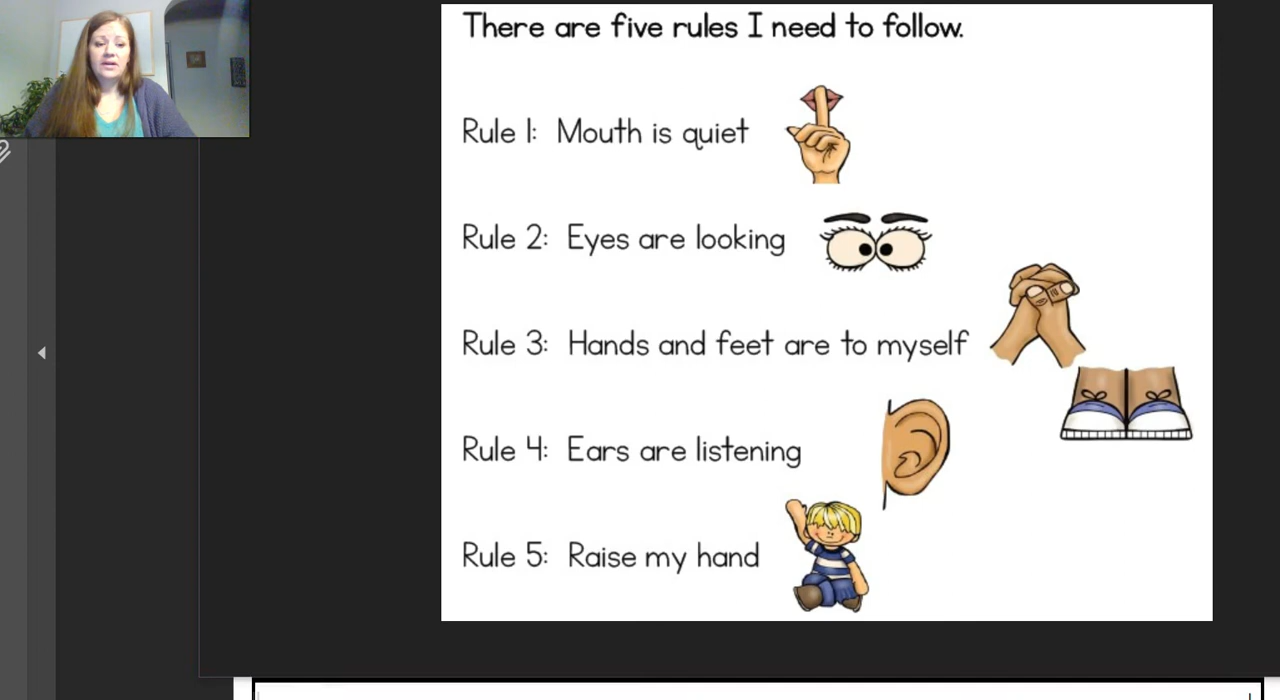 There are five rules I need to follow.
Rule 1: Mouth is quiet
Rule 2: Eyes are looking
Rule 3: Hands and feet are to myself
Rule 4: Ears are listening
Rule 5: Raise my hand